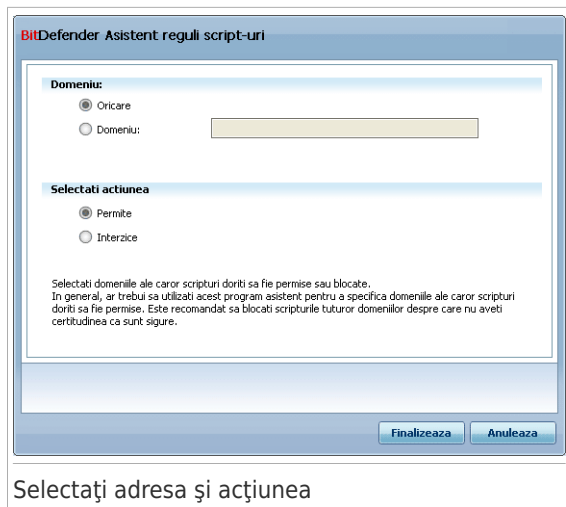 BitDefender Asistent reguli script-uri
Domeniu:
Oricare
Domeniu:
Selectati actiunea
Permite
Interzice
Selectati domeniile ale caror scripturi doriti sa fie permise sau blocate.
In general, ar trebui sa utilizati acest program asistent pentru a specifica domeniile ale caror scripturi
doriti sa fie permise. Este recomandat sa blocati scripturile tuturor domeniilor despre care nu aveti
certitudinea ca sunt sigure.
Finalizeaza
Anuleaza
Selectaţi adresa şi acţiunea